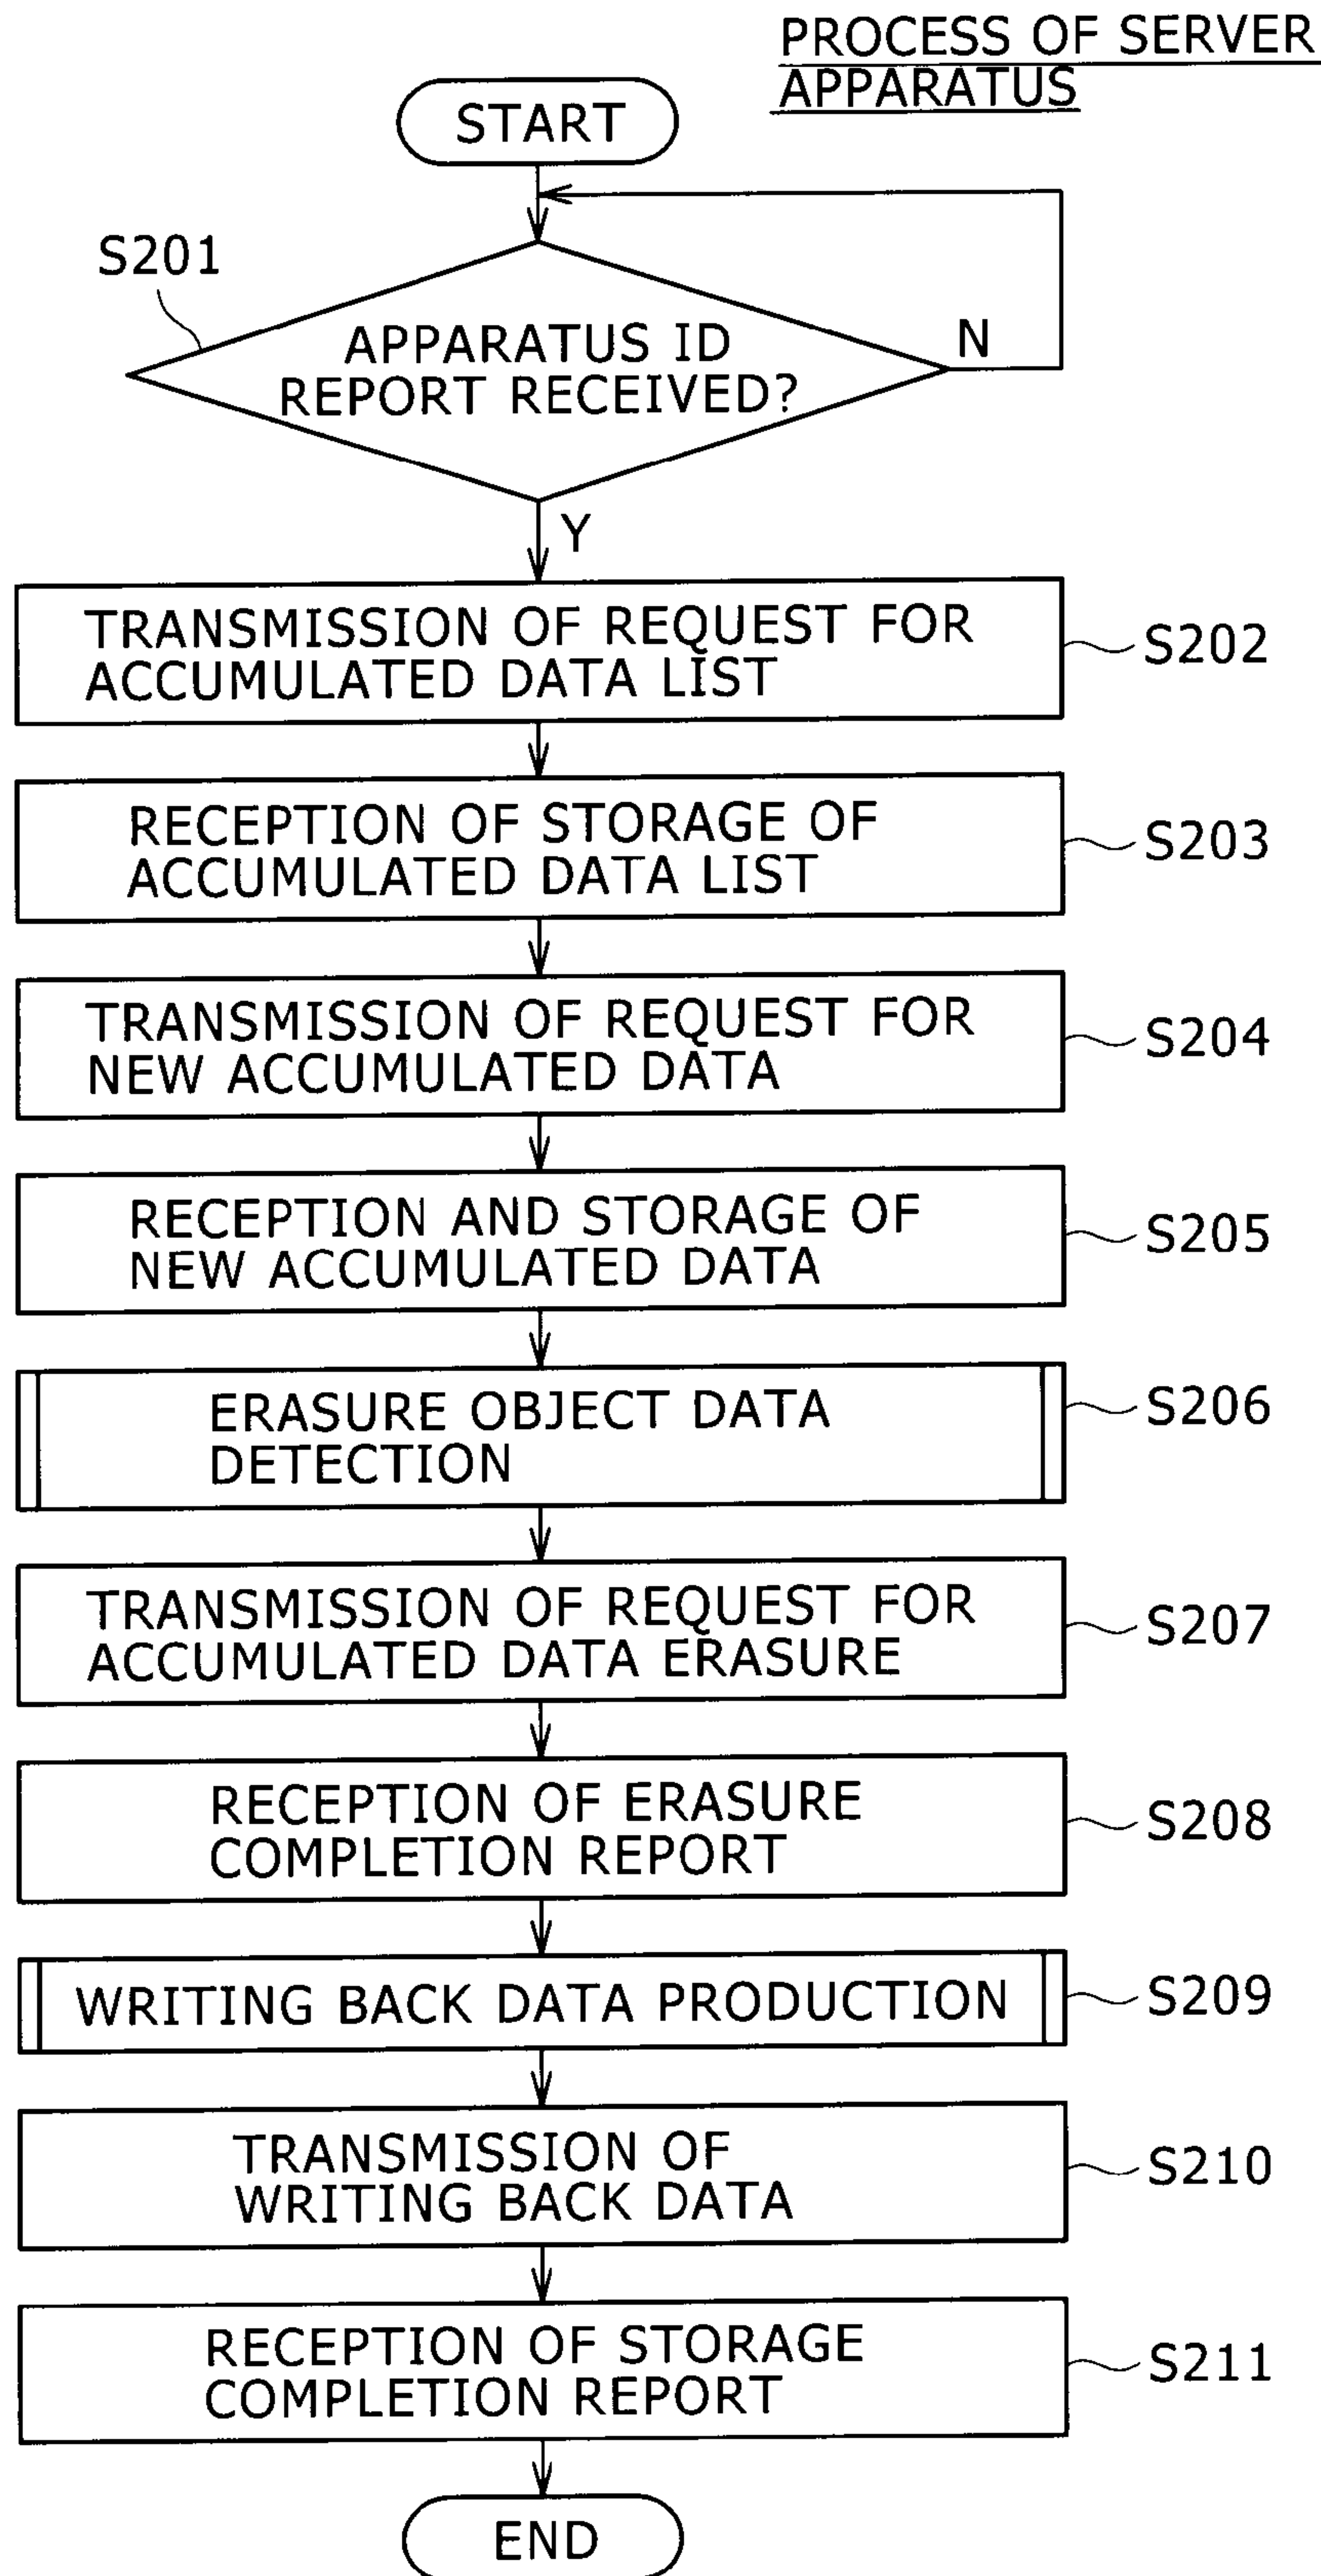 PROCESS OF SERVER
APPARATUS
START
S201
APPARATUS ID
REPORT RECEIVED?
N
Y
TRANSMISSION OF REQUEST FOR
ACCUMULATED DATA LIST
S202
RECEPTION OF STORAGE OF
ACCUMULATED DATA LIST
S203
TRANSMISSION OF REQUEST FOR
NEW ACCUMULATED DATA
S204
RECEPTION AND STORAGE OF
NEW ACCUMULATED DATA
S205
ERASURE OBJECT DATA
DETECTION
S206
TRANSMISSION OF REQUEST FOR
ACCUMULATED DATA ERASURE
S207
RECEPTION OF ERASURE
COMPLETION REPORT
S208
WRITING BACK DATA PRODUCTION
S209
TRANSMISSION OF
WRITING BACK DATA
S210
RECEPTION OF STORAGE
COMPLETION REPORT
S211
END